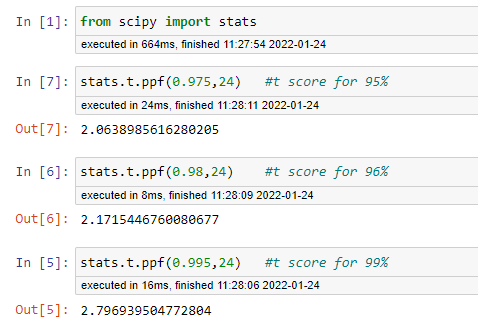 In [1]: from scipy import stats
executed in 664ms, finished 11:27:54 2022-01-24
In [7]: stats.t.ppf(0.975,24)   #t score for 95%
executed in 24ms, finished 11:28:11 2022-01-24
Out[7]: 2.0638985616280205
In [6]: stats.t.ppf(0.98,24)    #t score for 96%
executed in 8ms, finished 11:28:09 2022-01-24
Out[6]: 2.1715446760080677
In [5]: stats.t.ppf(0.995,24)   #t score for 99%
executed in 16ms, finished 11:28:06 2022-01-24
Out[5]: 2.796939504772804